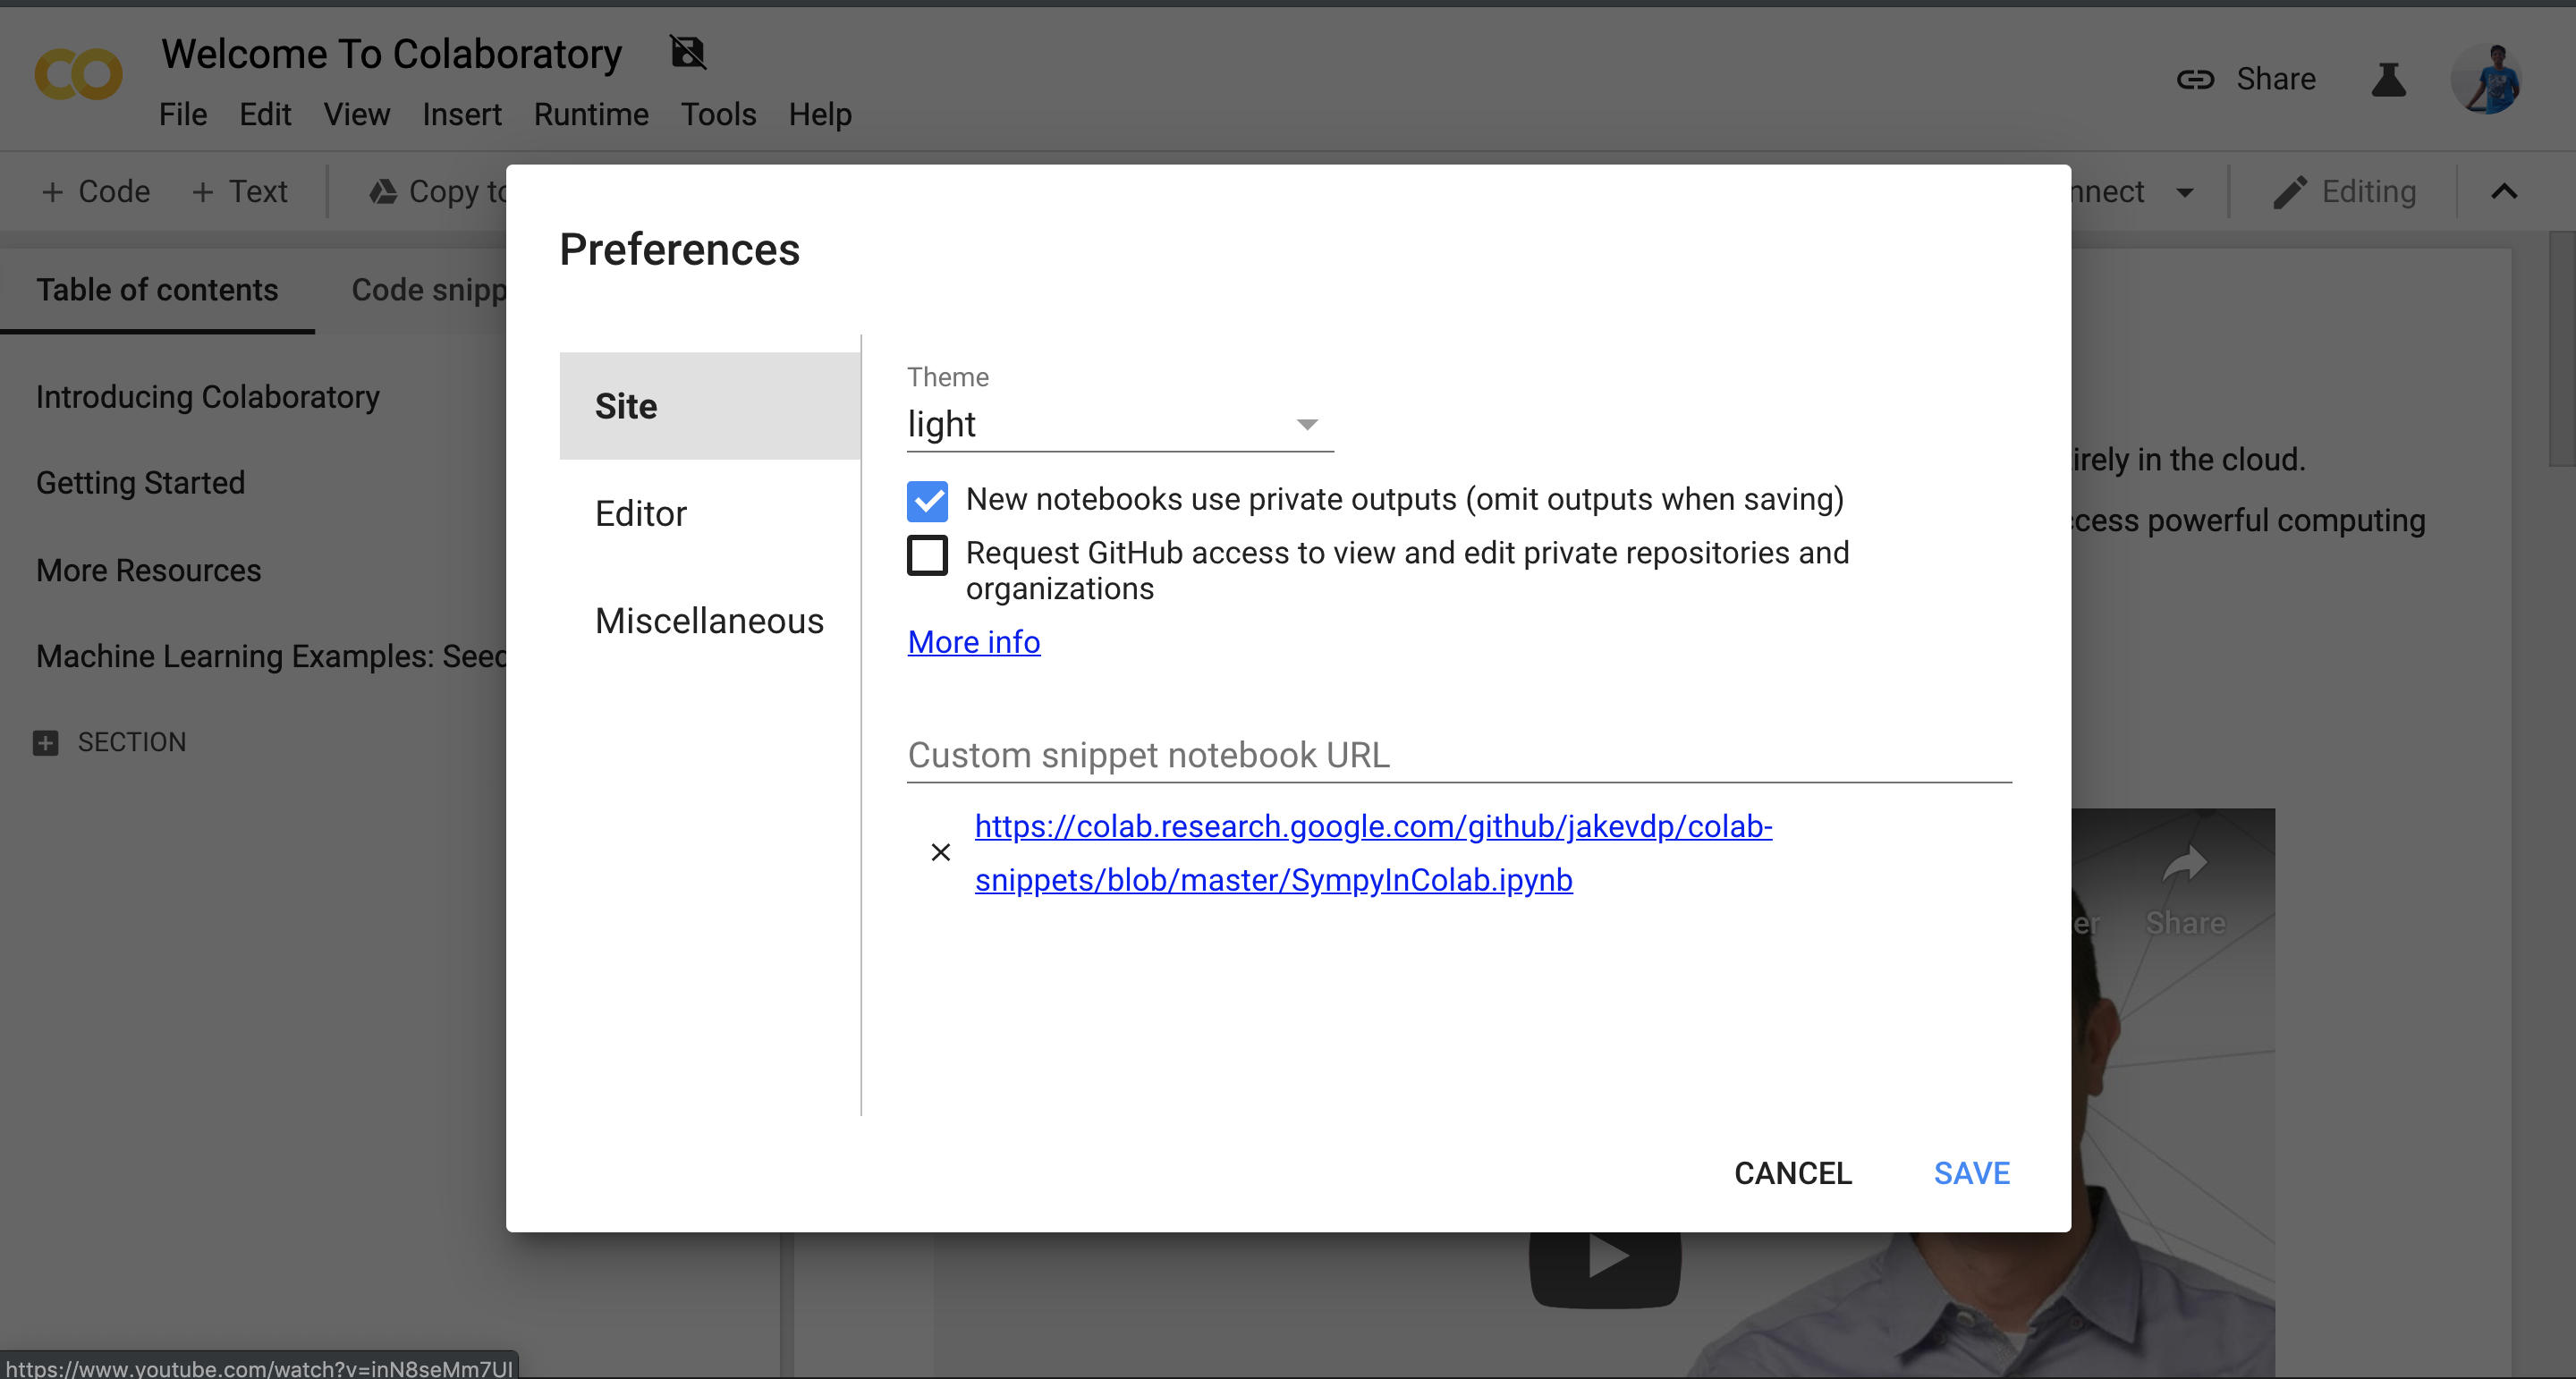 Welcome To Colaboratory
File Edit View Insert Runtime Tools Help
Share
+ Code + Text
Copy to
nnect
Editing
Table of contents
Code snipp
Introducing Colaboratory
Getting Started
More Resources
Machine Learning Examples: Seed
SECTION
Preferences
Site
Editor
Miscellaneous
Theme
light
New notebooks use private outputs (omit outputs when saving)
Request GitHub access to view and edit private repositories and
organizations
More info
Custom snippet notebook URL
https://colab.research.google.com/github/jakevdp/colab-
snippets/blob/master/SympyInColab.ipynb
CANCEL SAVE
irely in the cloud.
ccess powerful computing
er Share
https://www.youtube.com/watch?v=inN8seMm7UI